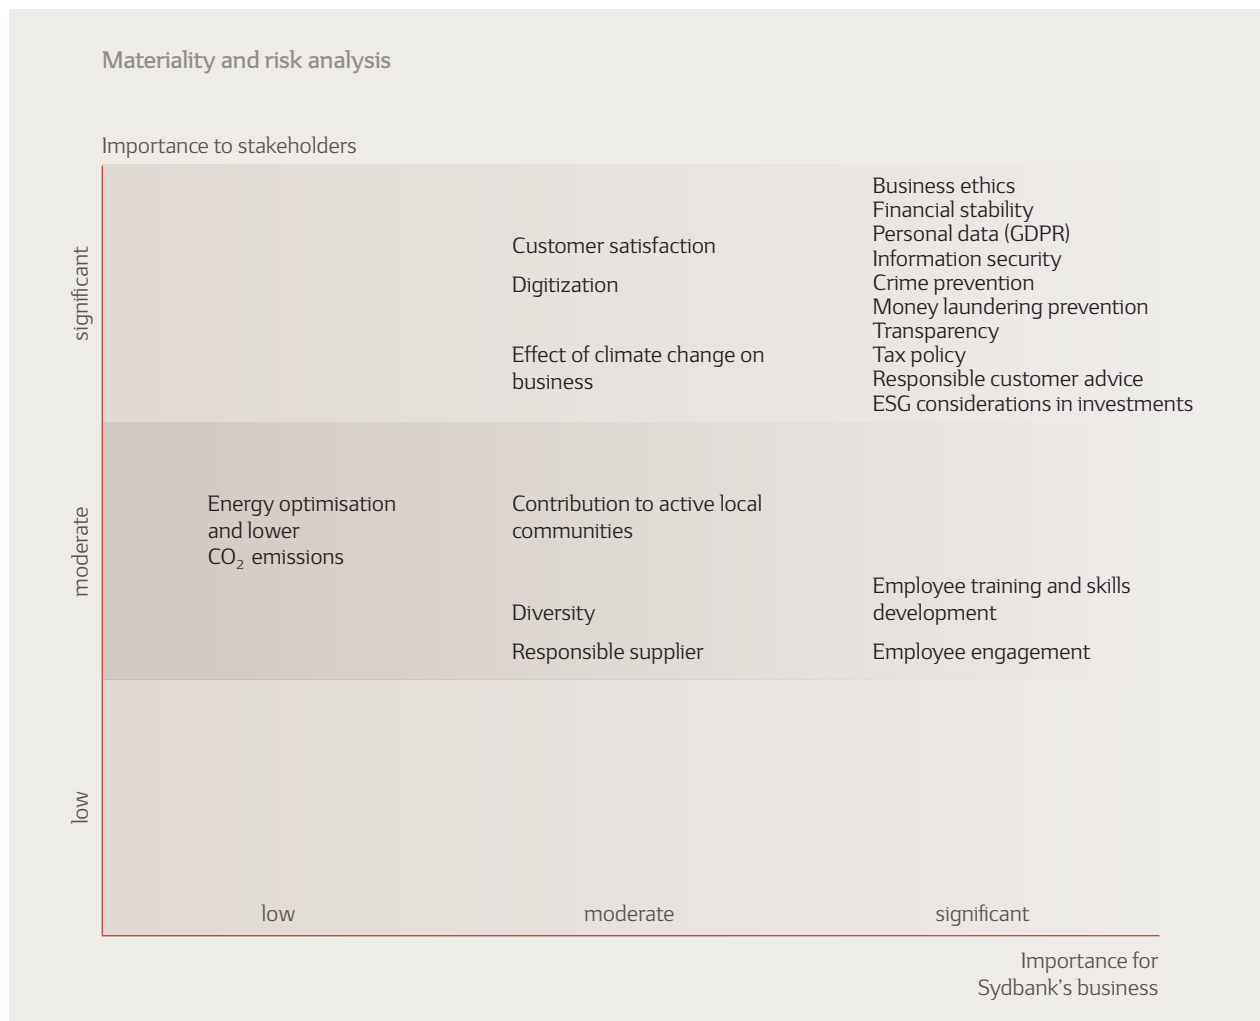 Materiality and risk analysis
Importance to stakeholders
significant
Customer satisfaction
Digitization
Effect of climate change on
business
Business ethics
Financial stability
Personal data (GDPR)
Information security
Crime prevention
Money laundering prevention
Transparency
Tax policy
Responsible customer advice
ESG considerations in investments
moderate
Energy optimisation
and lower
CO₂ emissions
Contribution to active local
communities
Diversity
Responsible supplier
Employee training and skills
development
Employee engagement
low
low
moderate
significant
Importance for
Sydbank's business